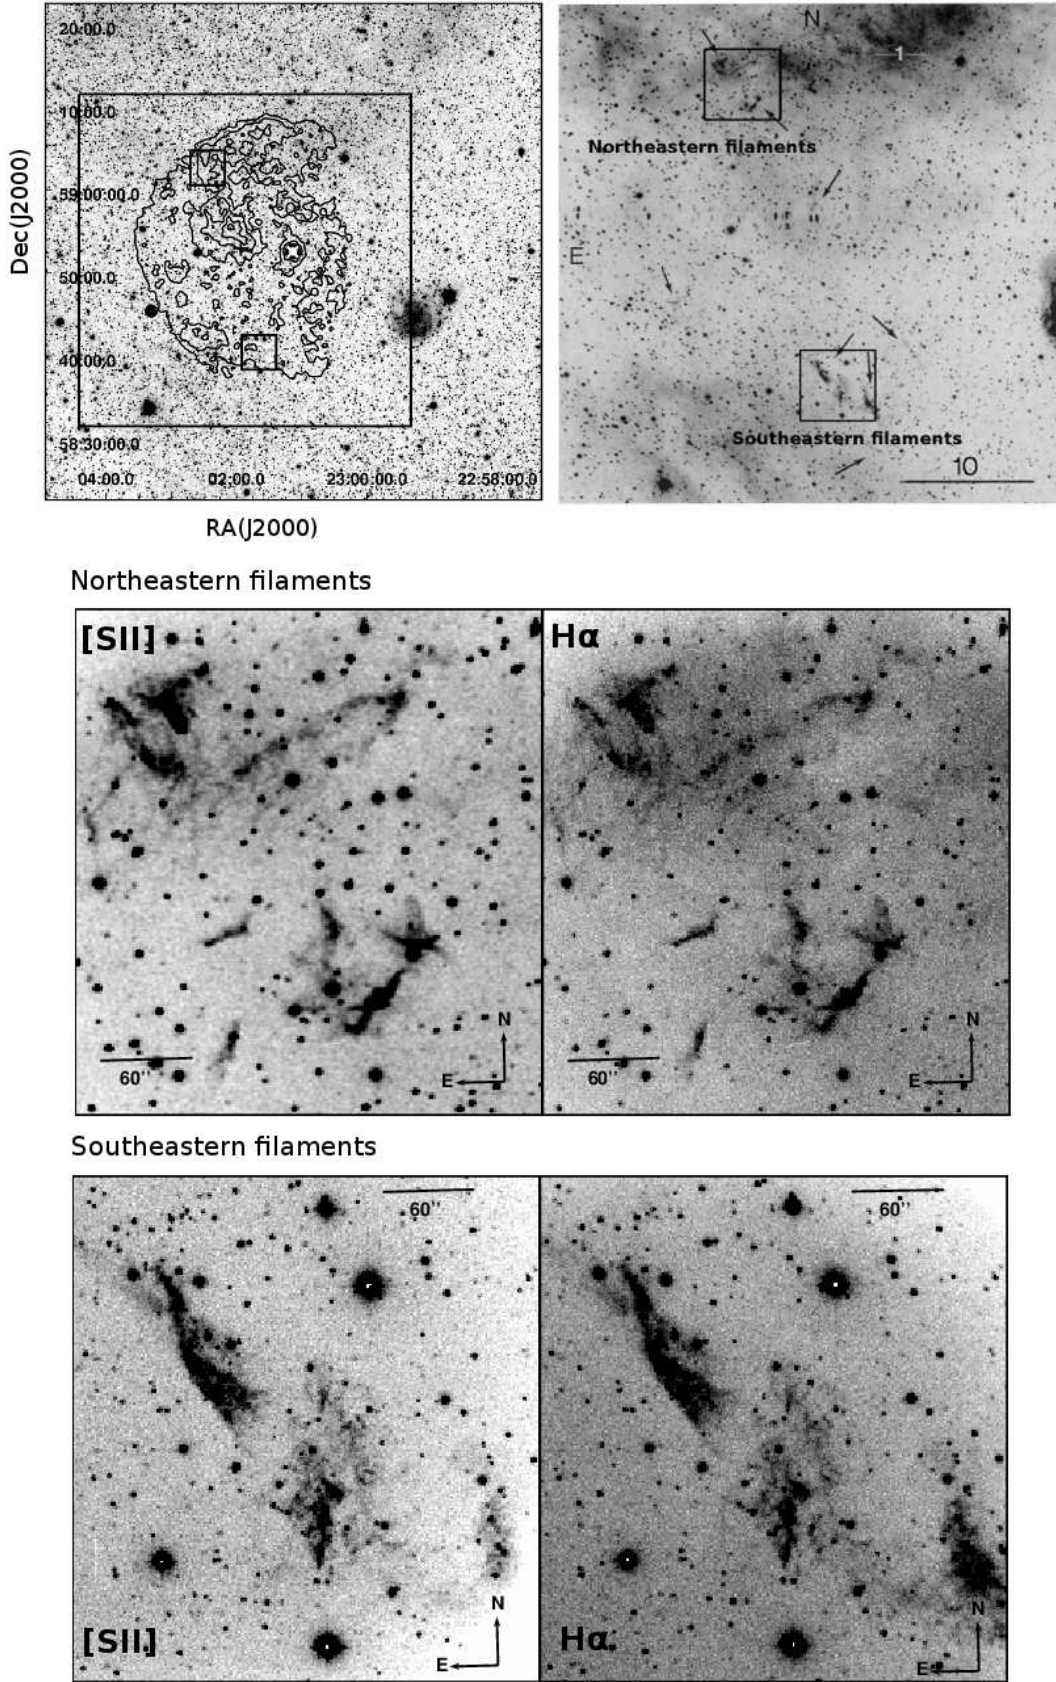 20:00.0
10:00.0
59:00:00.0
50:00.0
40:00.0
58:30:00.0
04:00.0 02:00.0 23:00:00.0 22:58:00.0
Dec(J2000)
RA(J2000)
N
1
Northeastern filaments
E
Southeastern filaments
10
Northeastern filaments
[SII]
Hα
60''
N
E
60''
N
E
Southeastern filaments
60''
60''
[SII]
N
E
Hα
N
E